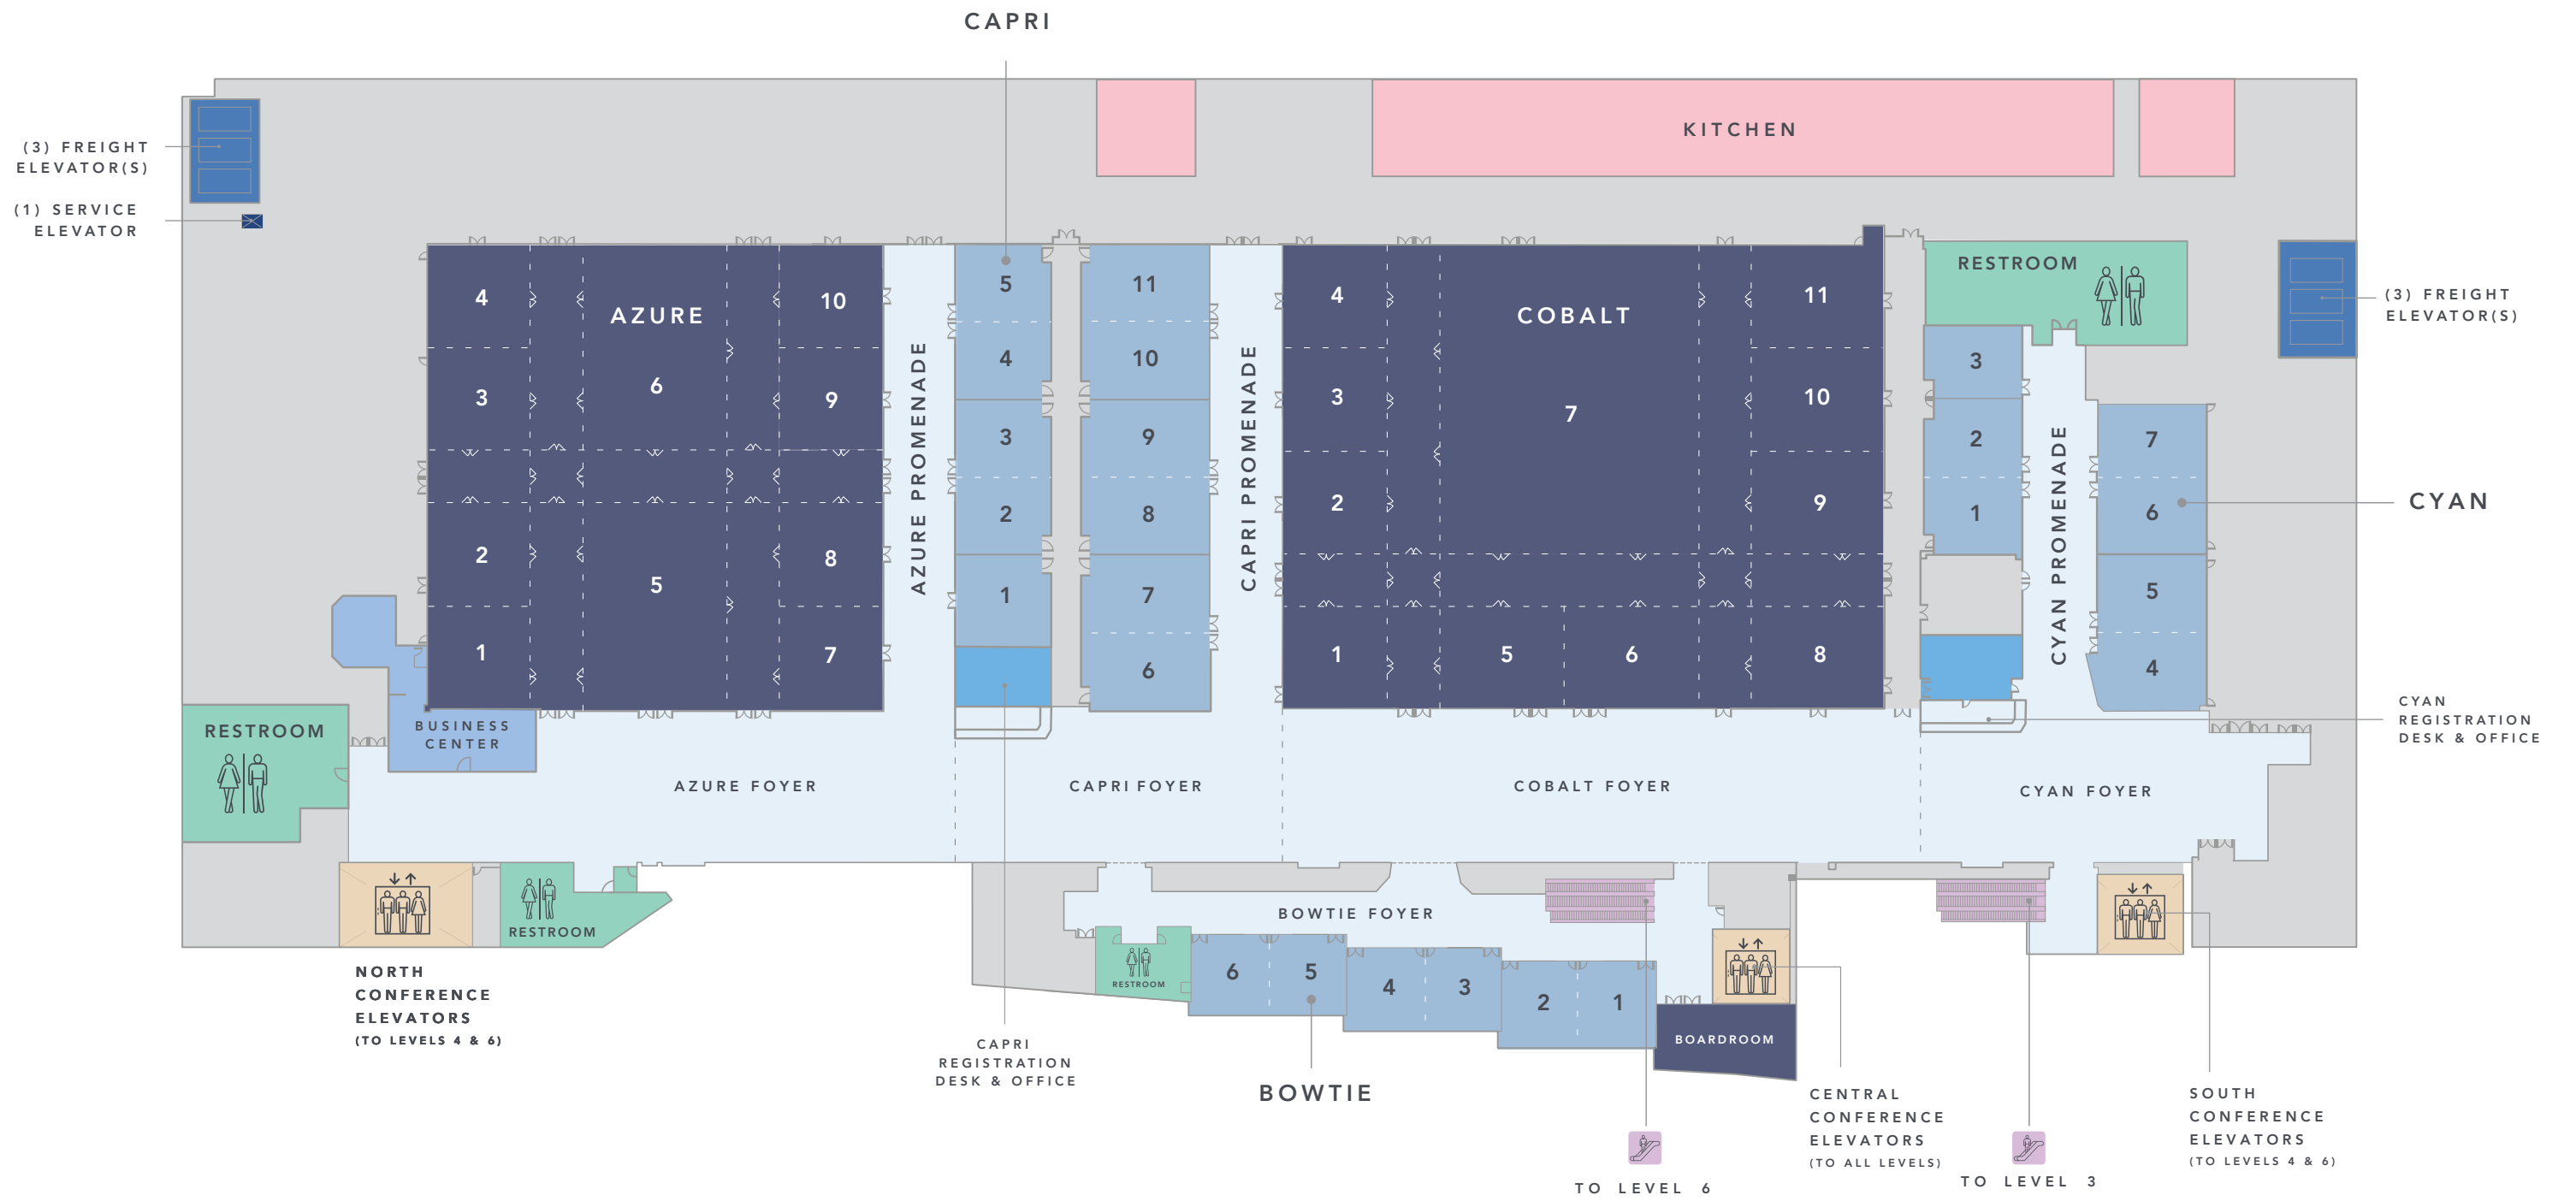 CAPRI
KITCHEN
(3) FREIGHT
ELEVATOR(S)
(1) SERVICE
ELEVATOR
RESTROOM
(3) FREIGHT
ELEVATOR(S)
AZURE
4
3
2
1
6
5
10
9
8
7
AZURE PROMENADE
5
4
3
2
1
11
10
9
8
7
6
CAPRI PROMENADE
COBALT
4
3
2
1
7
5
6
11
10
9
8
3
2
1
CYAN PROMENADE
7
6
5
4
CYAN
CYAN
REGISTRATION
DESK & OFFICE
RESTROOM
BUSINESS
CENTER
AZURE FOYER
CAPRI FOYER
COBALT FOYER
CYAN FOYER
RESTROOM
BOWTIE FOYER
RESTROOM
6
5
4
3
2
1
BOARDROOM
NORTH
CONFERENCE
ELEVATORS
(TO LEVELS 4 & 6)
CAPRI
REGISTRATION
DESK & OFFICE
BOWTIE
CENTRAL
CONFERENCE
ELEVATORS
(TO ALL LEVELS)
SOUTH
CONFERENCE
ELEVATORS
(TO LEVELS 4 & 6)
TO LEVEL 6
TO LEVEL 3